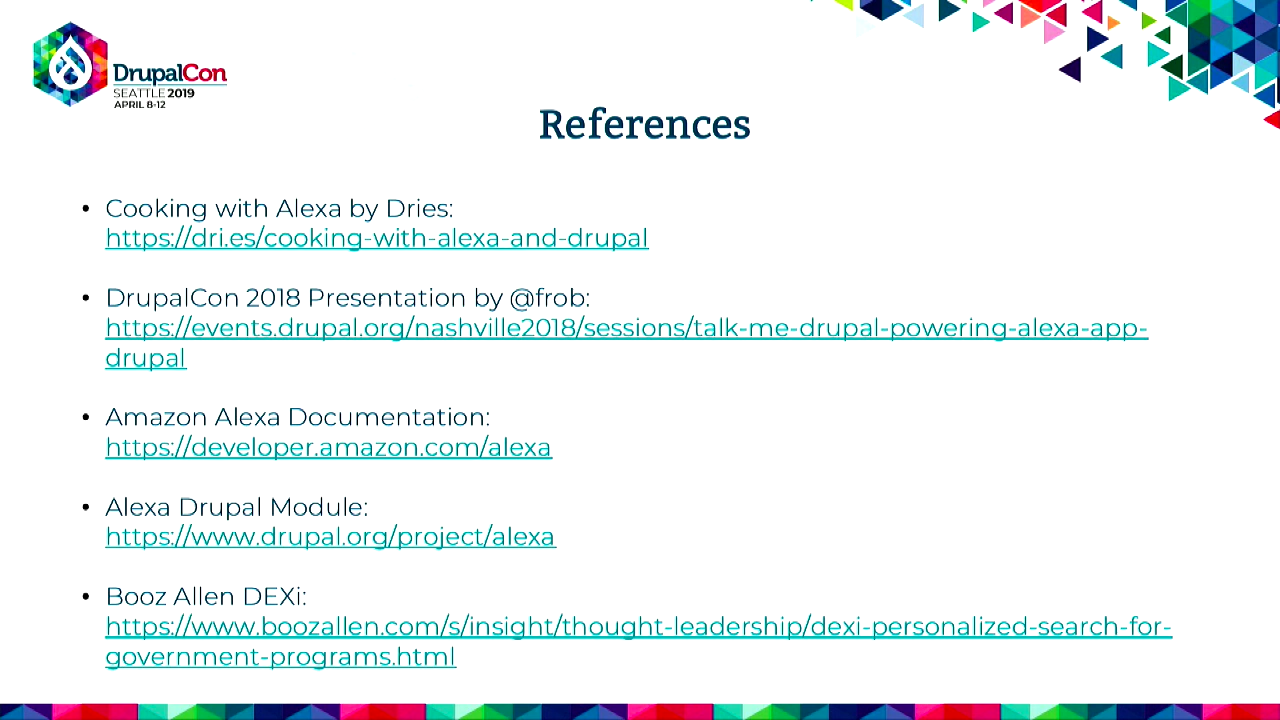 DrupalCon
SEATTLE 2019
APRIL 8-12
References
• Cooking with Alexa by Dries:
https://dri.es/cooking-with-alexa-and-drupal
• DrupalCon 2018 Presentation by @frob:
https://events.drupal.org/nashville2018/sessions/talk-me-drupal-powering-alexa-app-
drupal
• Amazon Alexa Documentation:
https://developer.amazon.com/alexa
• Alexa Drupal Module:
https://www.drupal.org/project/alexa
• Booz Allen DEXi:
https://www.boozallen.com/s/insight/thought-leadership/dexi-personalized-search-for-
government-programs.html